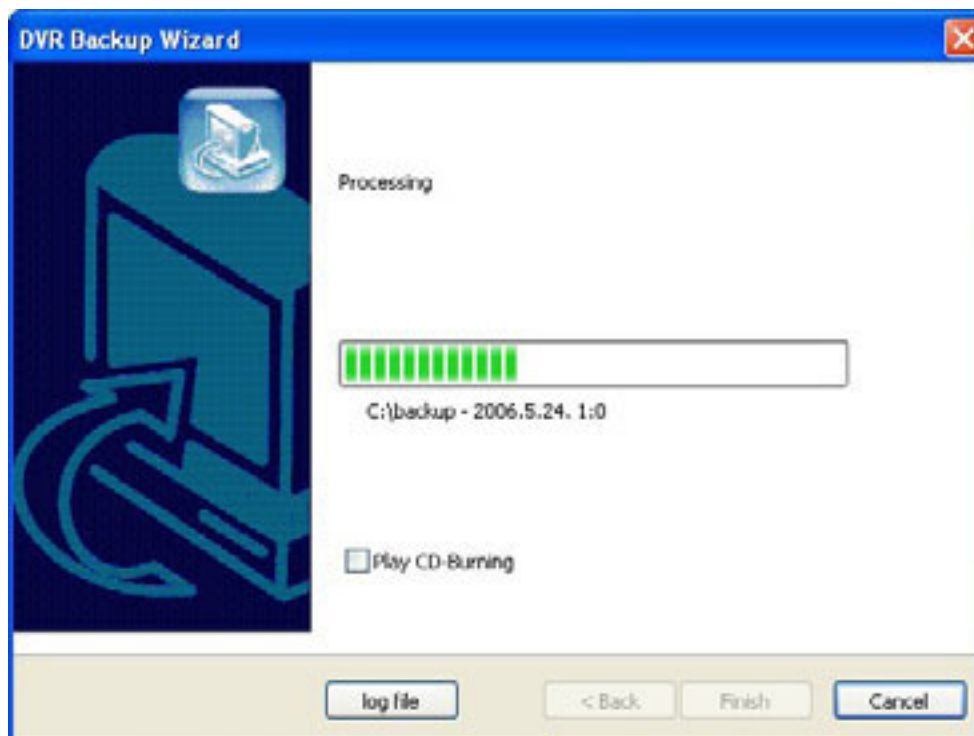 DVR Backup Wizard
Processing
C:\backup - 2006.5.24. 1:0
Play CD-Burning
log file
< Back
Finish
Cancel